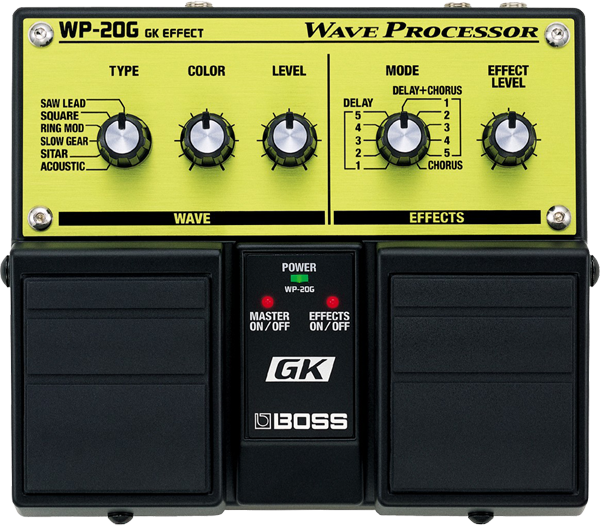 WP-20G GK EFFECT
WAVE PROCESSOR
TYPE
COLOR
LEVEL
MODE
EFFECT
LEVEL
SAW LEAD
SQUARE
RING MOD
SLOW GEAR
SITAR
ACOUSTIC
DELAY+CHORUS
DELAY
5
4
3
2
1
1
2
3
4
5
CHORUS
WAVE
EFFECTS
POWER
WP-20G
MASTER
ON/OFF
EFFECTS
ON/OFF
GK
BOSS